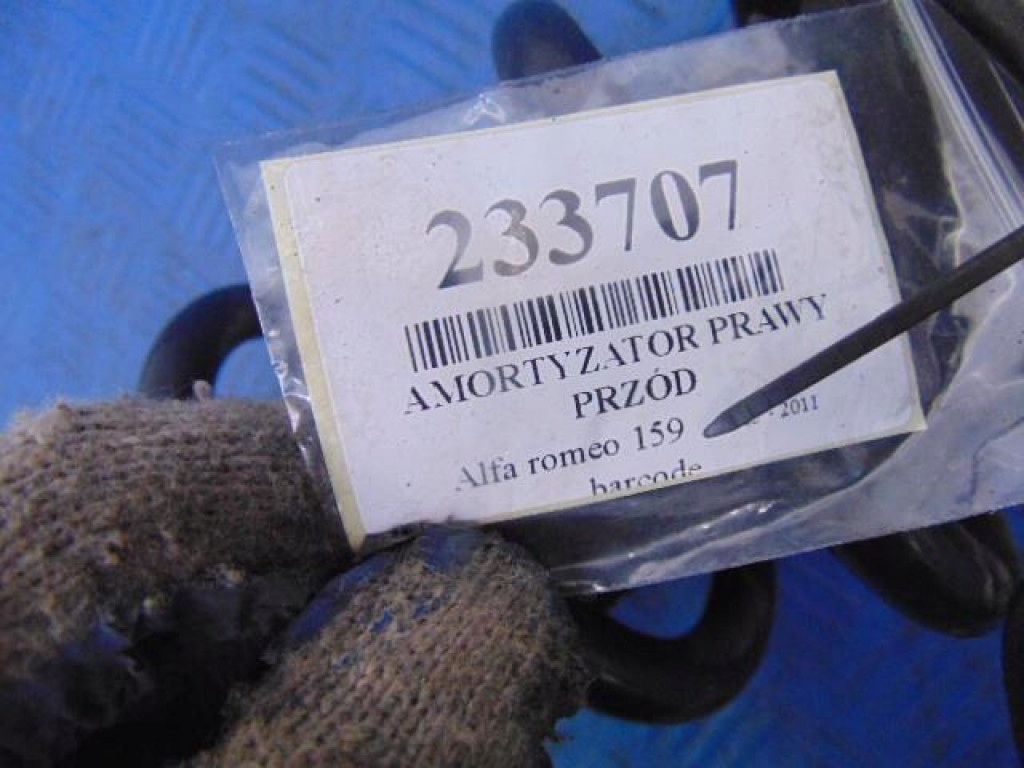 233707
AMORTYZATOR PRAWY
PRZÓD
Alfa romeo 159 - 2011
barcode